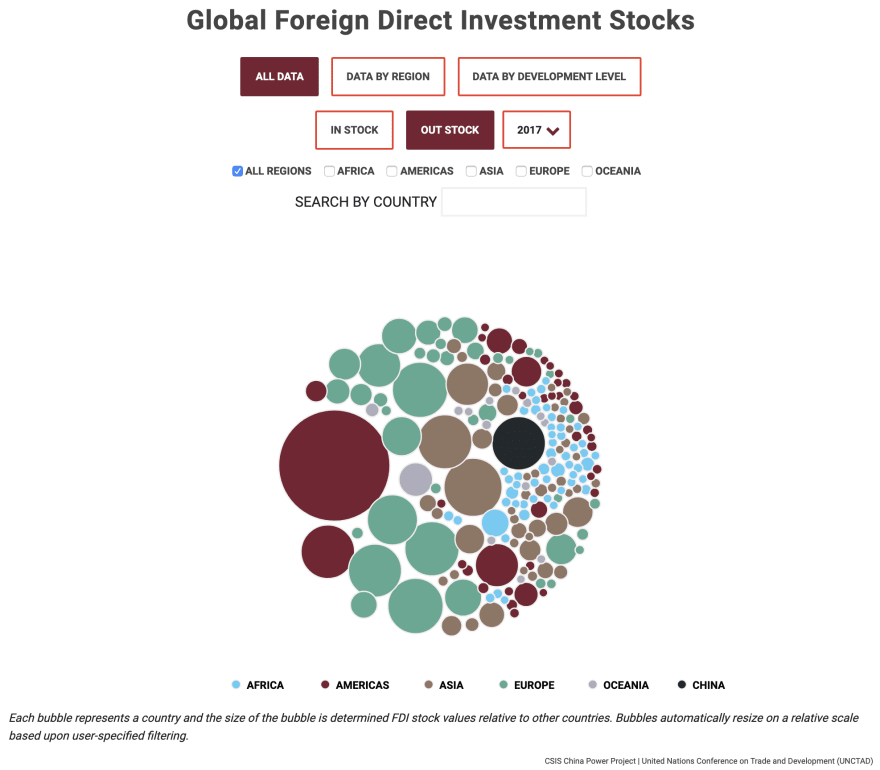 Global Foreign Direct Investment Stocks
ALL DATA DATA BY REGION DATA BY DEVELOPMENT LEVEL
IN STOCK OUT STOCK 2017
ALL REGIONS AFRICA AMERICAS ASIA EUROPE OCEANIA
SEARCH BY COUNTRY
AFRICA AMERICAS ASIA EUROPE OCEANIA CHINA
Each bubble represents a country and the size of the bubble is determined FDI stock values relative to other countries. Bubbles automatically resize on a relative scale
based upon user-specified filtering.
CSIS China Power Project | United Nations Conference on Trade and Development (UNCTAD)